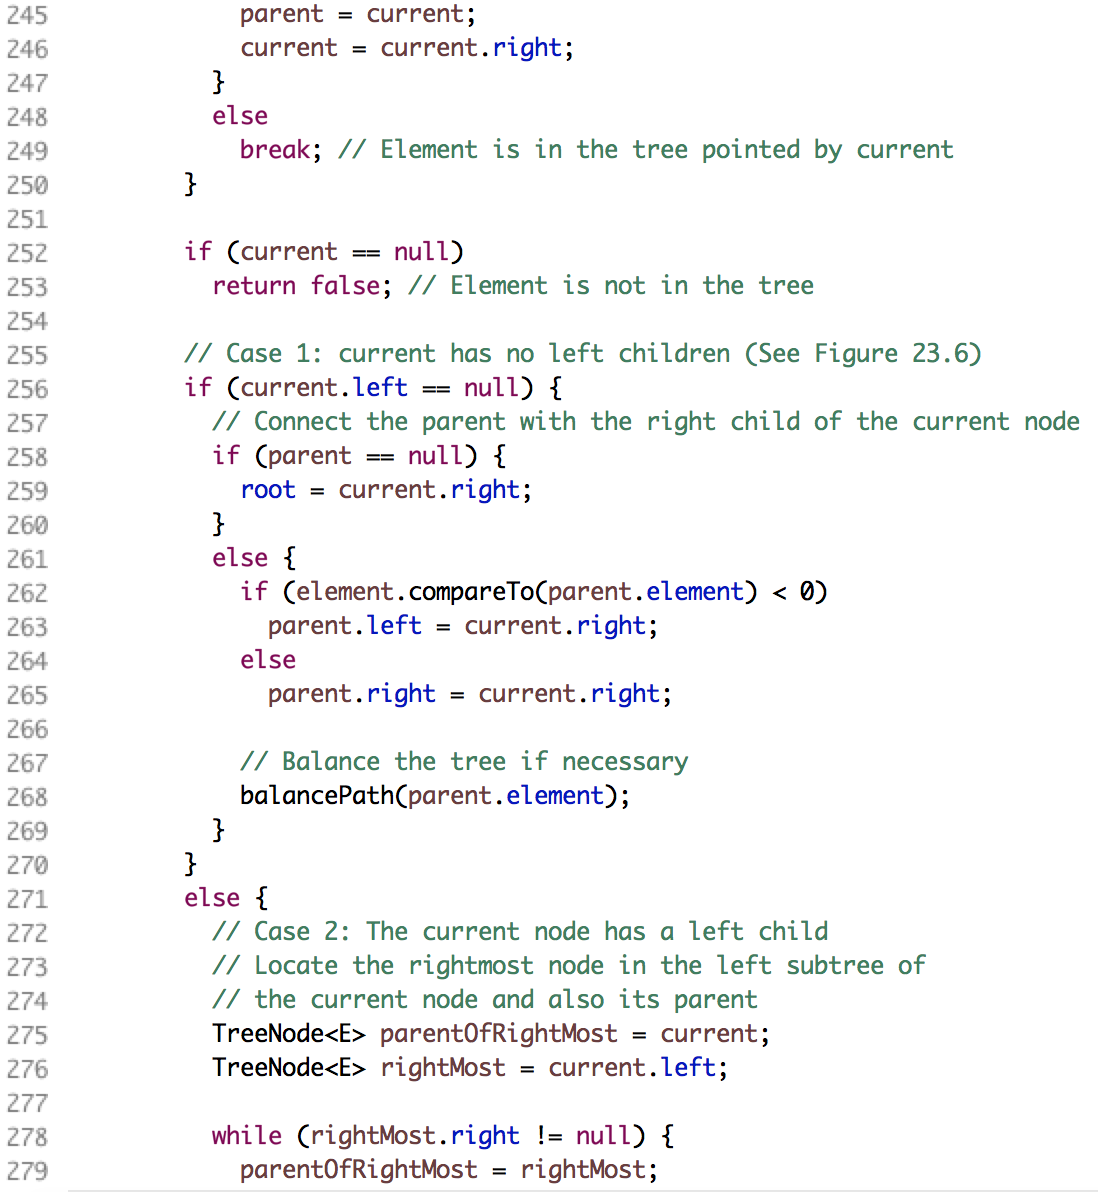 245 parent = current;
246 current = current.right;
247 }
248 else
249 break; // Element is in the tree pointed by current
250 }
251
252 if (current == null)
253 return false; // Element is not in the tree
254
255 // Case 1: current has no left children (See Figure 23.6)
256 if (current.left == null) {
257 // Connect the parent with the right child of the current node
258 if (parent == null) {
259 root = current.right;
260 }
261 else {
262 if (element.compareTo(parent.element) < 0)
263 parent.left = current.right;
264 else
265 parent.right = current.right;
266
267 // Balance the tree if necessary
268 balancePath(parent.element);
269 }
270 }
271 else {
272 // Case 2: The current node has a left child
273 // Locate the rightmost node in the left subtree of
274 // the current node and also its parent
275 TreeNode<E> parentOfRightMost = current;
276 TreeNode<E> rightMost = current.left;
277
278 while (rightMost.right != null) {
279 parentOfRightMost = rightMost;